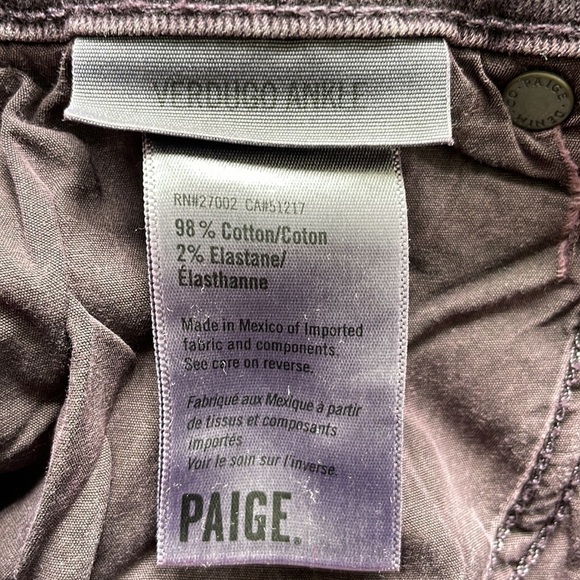 VERDUGO ANKLE
PAIGE · DENIM
RN#27002 CA#51217
98% Cotton/Coton
2% Elastane/
Élasthanne
Made in Mexico of Imported
fabric and components.
See care on reverse.
Fabriqué aux Mexique à partir
de tissus et composants
importés
Voir le soin sur l'inverse.
PAIGE.